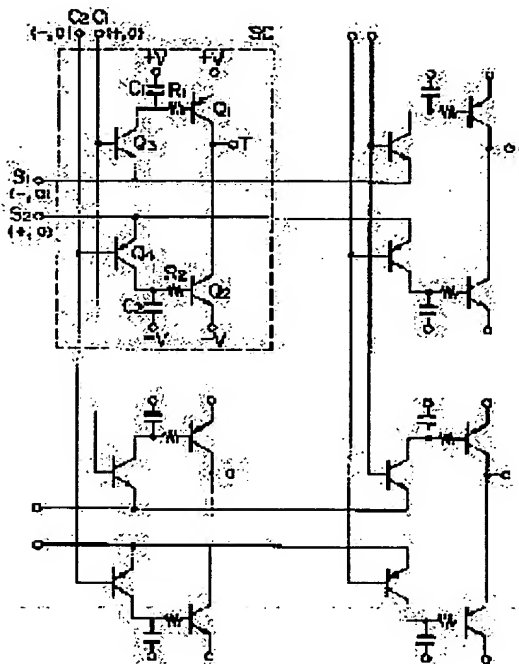 C2 C1
(-, 0) (+, 0) SC
+V +V
C1 R1 Q1
Q3 T
S1
(-, 0)
S2
(+, 0)
Q4 R2 Q2
C2
-V -V